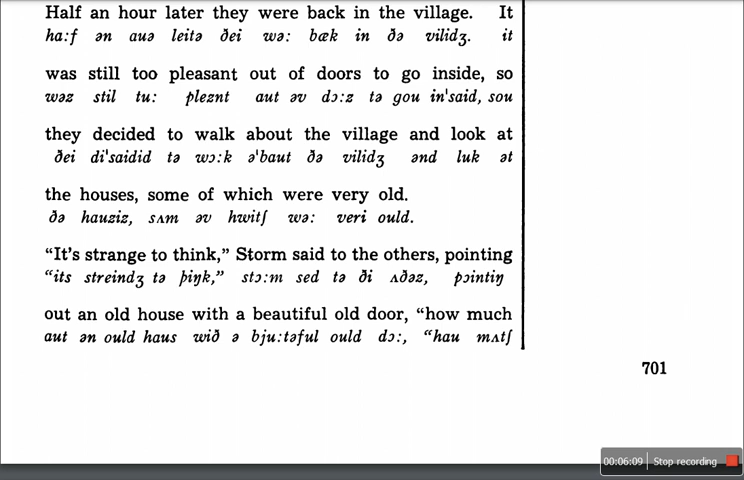 Half an hour later they were back in the village. It
ha:f ən auə leitə ðei wə: bæk in ðə vilidʒ. it
was still too pleasant out of doors to go inside, so
wəz stil tu: pleznt aut əv dɔ:z tə gou in'said, sou
they decided to walk about the village and look at
ðei di'saidid tə wɔ:k ə'baut ðə vilidʒ ənd luk ət
the houses, some of which were very old.
ðə hauziz, sʌm əv hwitʃ wə: veri ould.
“It's strange to think,” Storm said to the others, pointing
“its streindʒ tə þiŋk,” stɔ:m sed tə ði ʌðəz, pɔintiŋ
out an old house with a beautiful old door, “how much
aut ən ould haus wið ə bju:təful ould dɔ:, “hau mʌtʃ
701
00:06:09 Stop recording